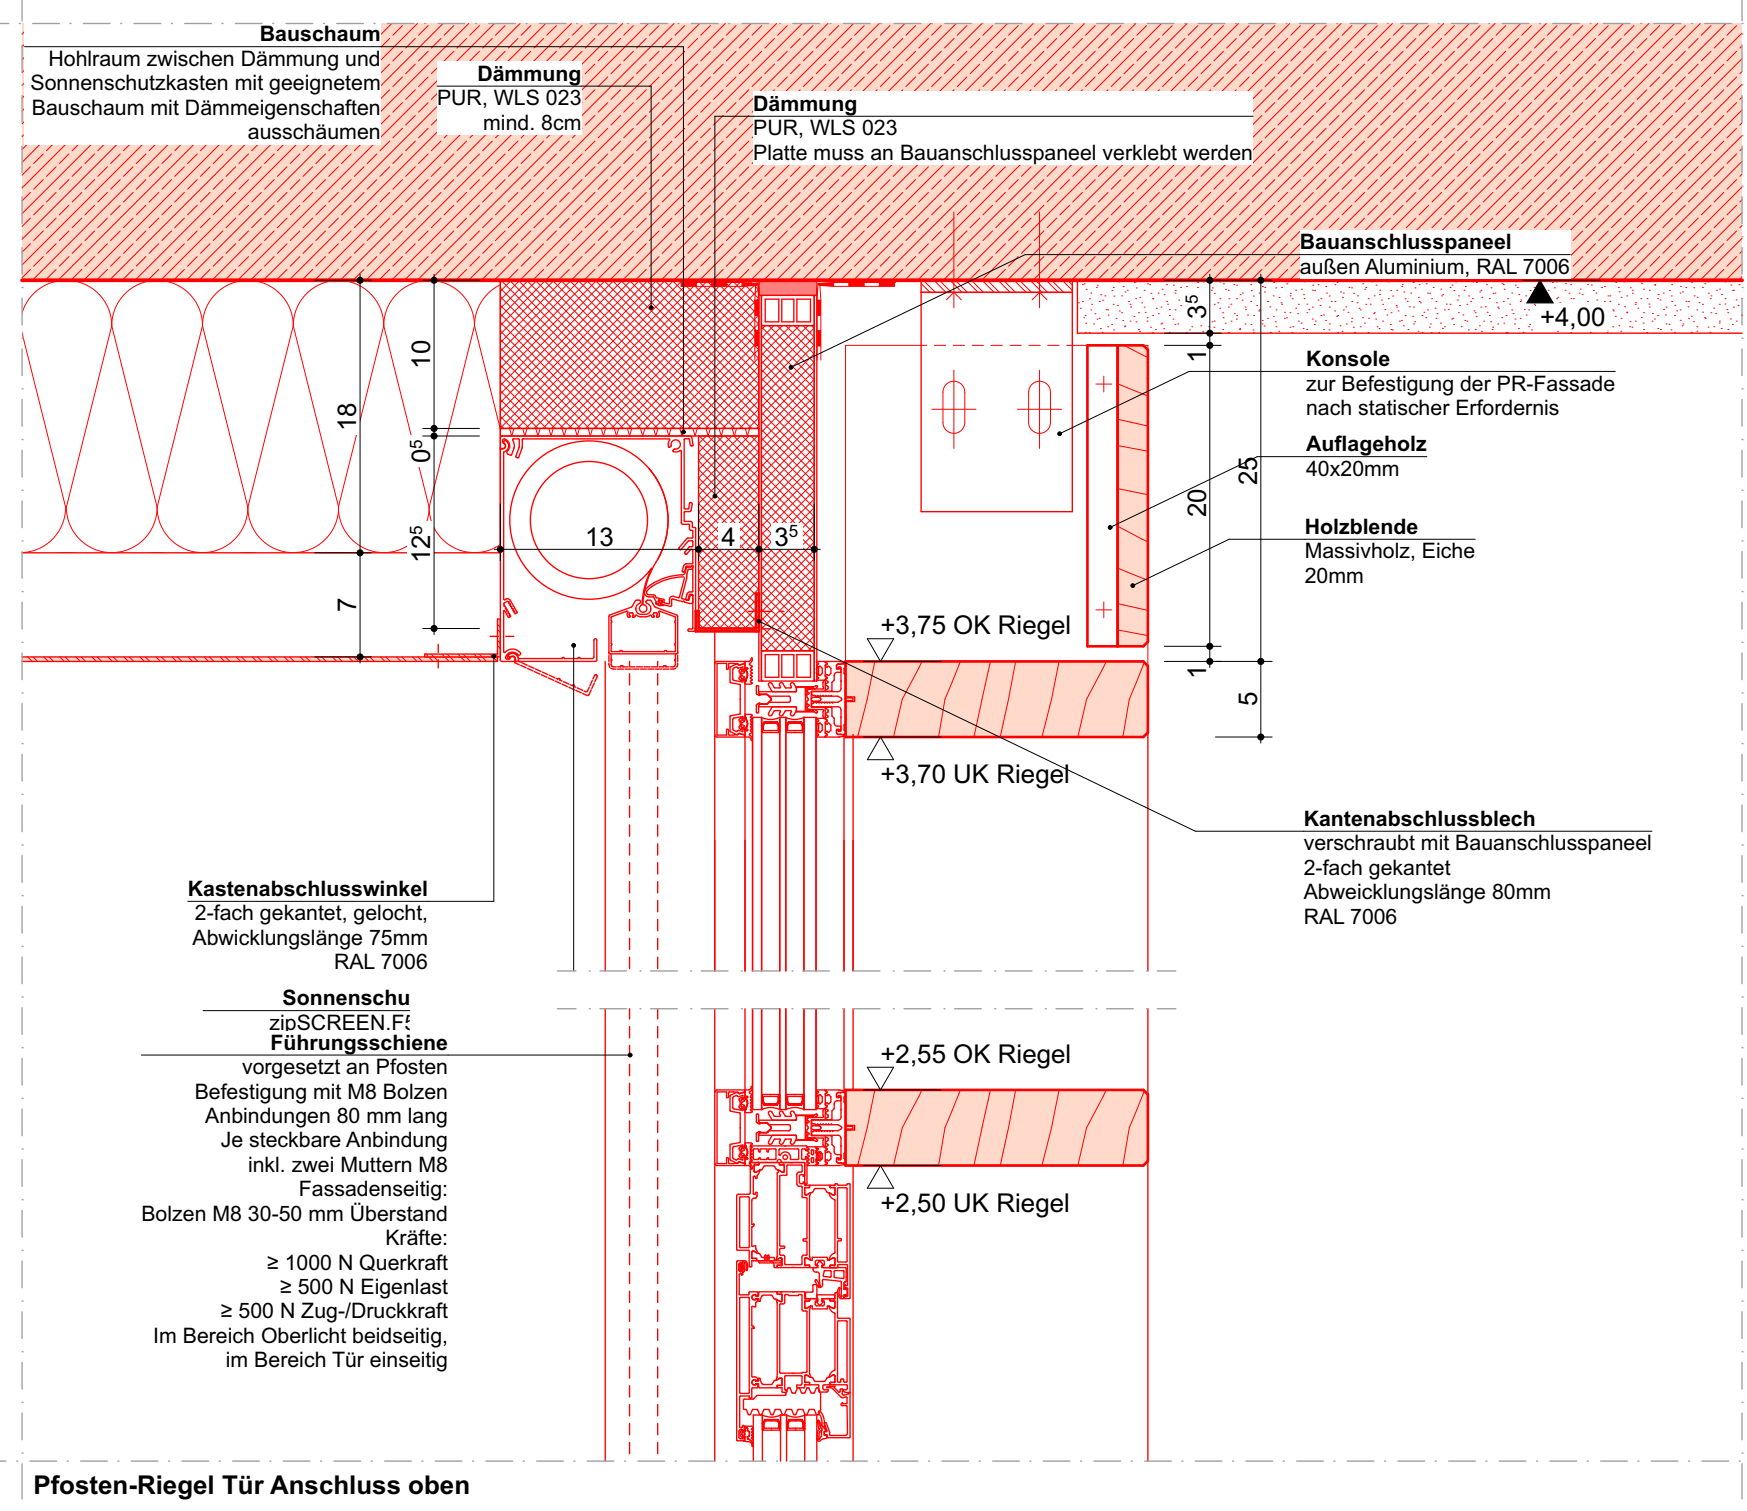 Bauschaum
Hohlraum zwischen Dämmung und
Sonnenschutzkasten mit geeignetem
Bauschaum mit Dämmeigenschaften
ausschäumen
Dämmung
PUR, WLS 023
mind. 8cm
Dämmung
PUR, WLS 023
Platte muss an Bauanschlusspaneel verklebt werden
Bauanschlusspaneel
außen Aluminium, RAL 7006
+4,00
Konsole
zur Befestigung der PR-Fassade
nach statischer Erfordernis
Auflageholz
40x20mm
Holzblende
Massivholz, Eiche
20mm
18
7
10
0⁵
12⁵
13
4
3⁵
3⁵
1
20
1
25
5
+3,75 OK Riegel
+3,70 UK Riegel
Kantenabschlussblech
verschraubt mit Bauanschlusspaneel
2-fach gekantet
Abweicklungslänge 80mm
RAL 7006
Kastenabschlusswinkel
2-fach gekantet, gelocht,
Abwicklungslänge 75mm
RAL 7006
Sonnenschu
zipSCREEN.F
Führungsschiene
vorgesetzt an Pfosten
Befestigung mit M8 Bolzen
Anbindungen 80 mm lang
Je steckbare Anbindung
inkl. zwei Muttern M8
Fassadenseitig:
Bolzen M8 30-50 mm Überstand
Kräfte:
≥ 1000 N Querkraft
≥ 500 N Eigenlast
≥ 500 N Zug-/Druckkraft
Im Bereich Oberlicht beidseitig,
im Bereich Tür einseitig
+2,55 OK Riegel
+2,50 UK Riegel
Pfosten-Riegel Tür Anschluss oben